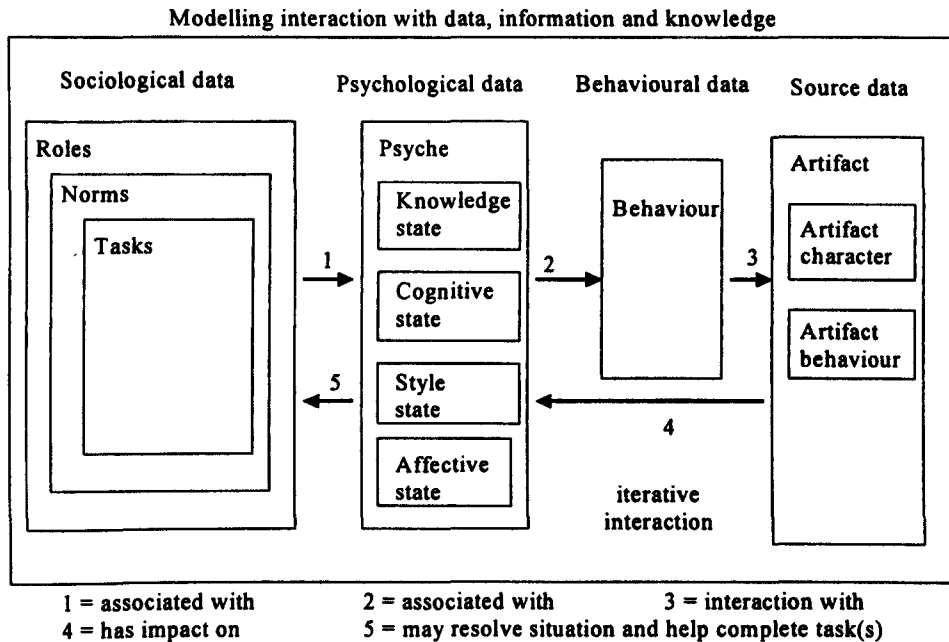 Modelling interaction with data, information and knowledge
Sociological data
Psychological data
Behavioural data
Source data
Roles
Norms
Tasks
1
Psyche
Knowledge
state
Cognitive
state
Style
state
Affective
state
2
Behaviour
3
Artifact
Artifact
character
Artifact
behaviour
5
4
iterative
interaction
1 = associated with
2 = associated with
3 = interaction with
4 = has impact on
5 = may resolve situation and help complete task(s)